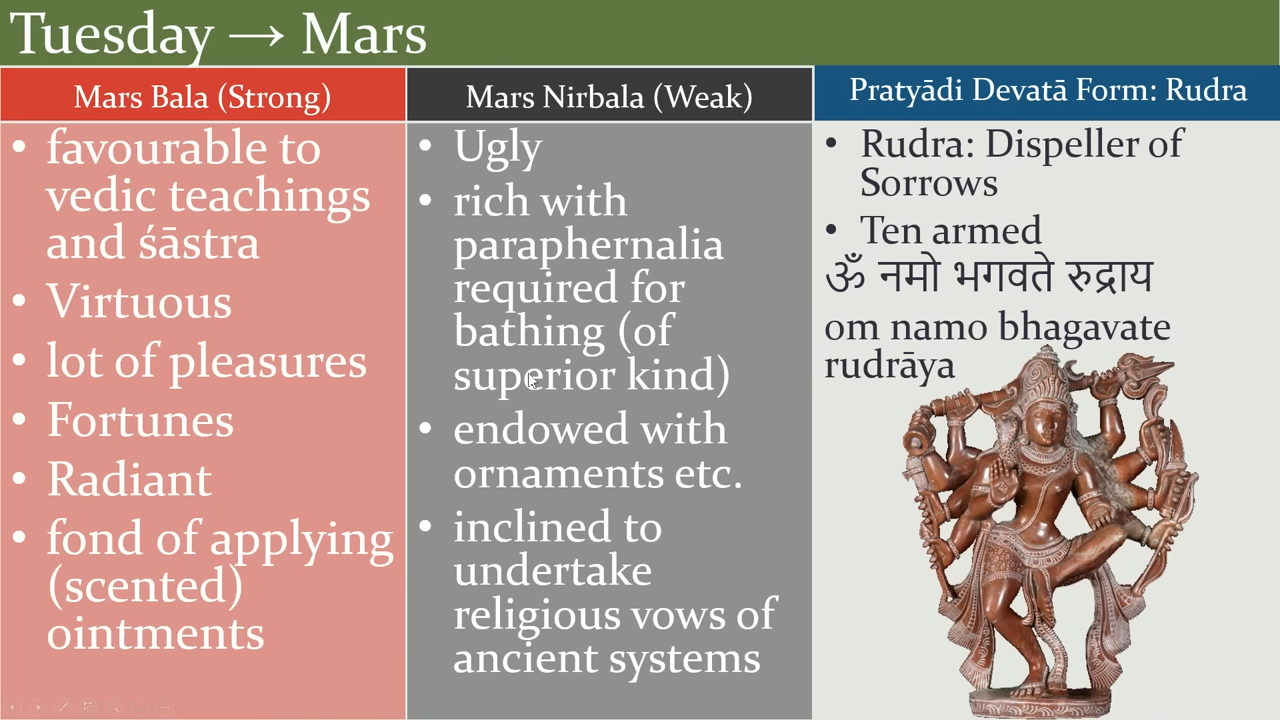 Tuesday → Mars
Mars Bala (Strong)
• favourable to
vedic teachings
and śāstra
• Virtuous
• lot of pleasures
• Fortunes
• Radiant
• fond of applying
(scented)
ointments
Mars Nirbala (Weak)
• Ugly
• rich with
paraphernalia
required for
bathing (of
superior kind)
• endowed with
ornaments etc.
• inclined to
undertake
religious vows of
ancient systems
Pratyādi Devatā Form: Rudra
• Rudra: Dispeller of
Sorrows
• Ten armed
ॐ नमो भगवते रुद्राय
om namo bhagavate
rudrāya